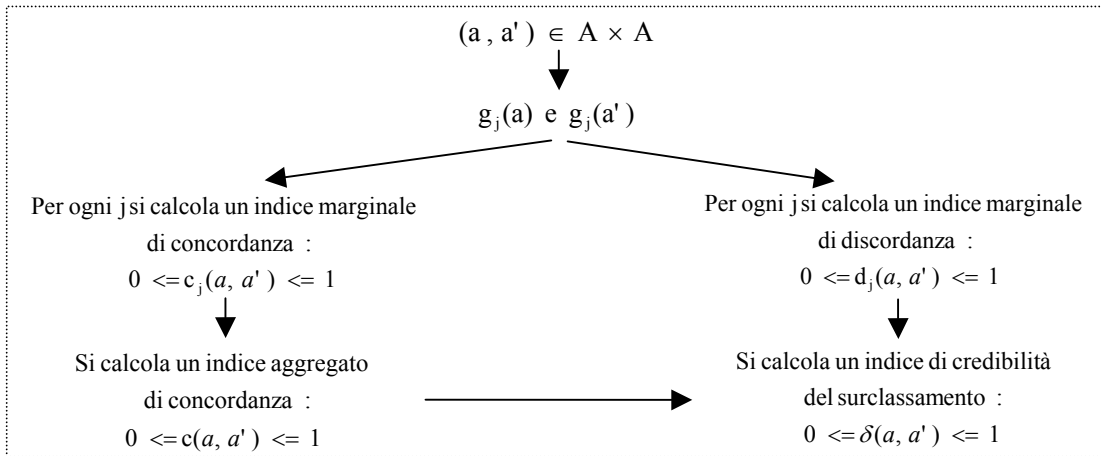 (a , a' ) ∈ A × A
g_j(a) e g_j(a')
Per ogni j si calcola un indice marginale
di concordanza :
0 <= c_j(a, a' ) <= 1
Per ogni j si calcola un indice marginale
di discordanza :
0 <= d_j(a, a' ) <= 1
Si calcola un indice aggregato
di concordanza :
0 <= c(a, a' ) <= 1
Si calcola un indice di credibilità
del surclassamento :
0 <= δ(a, a' ) <= 1